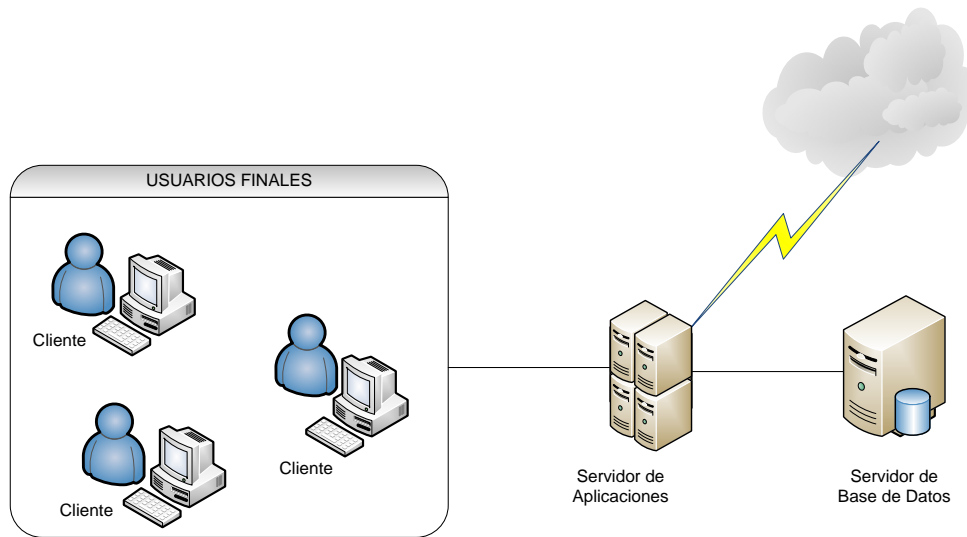 USUARIOS FINALES
Cliente
Cliente
Cliente
Servidor de
Aplicaciones
Servidor de
Base de Datos